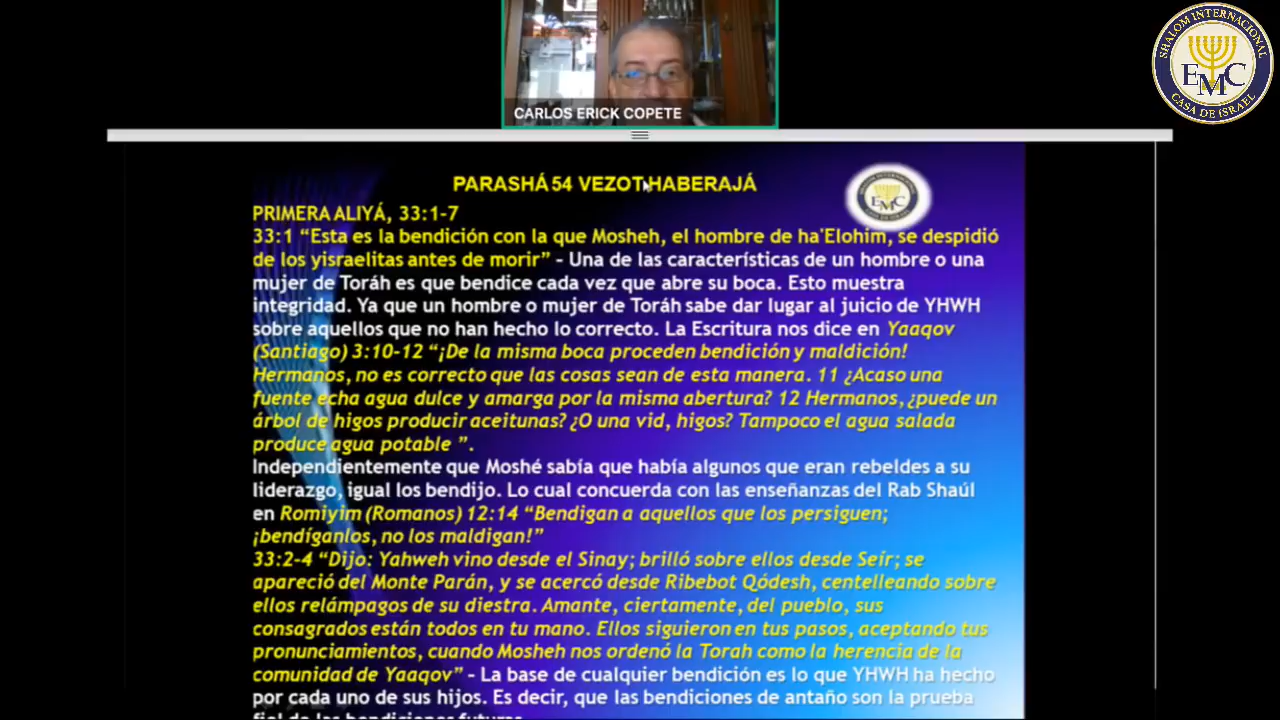 CARLOS ERICK COPETE
SHALOM INTERNACIONAL
EMC
CASA DE ISRAEL
PARASHÁ 54 VEZOT HABERAJÁ
EMC
PRIMERA ALIYÁ, 33:1-7
33:1 “Esta es la bendición con la que Mosheh, el hombre de ha'Elohim, se despidió
de los yisraelitas antes de morir” – Una de las características de un hombre o una
mujer de Toráh es que bendice cada vez que abre su boca. Esto muestra
integridad. Ya que un hombre o mujer de Toráh sabe dar lugar al juicio de YHWH
sobre aquellos que no han hecho lo correcto. La Escritura nos dice en Yaaqov
(Santiago) 3:10-12 “¡De la misma boca proceden bendición y maldición!
Hermanos, no es correcto que las cosas sean de esta manera. 11 ¿Acaso una
fuente echa agua dulce y amarga por la misma abertura? 12 Hermanos, ¿puede un
árbol de higos producir aceitunas? ¿O una vid, higos? Tampoco el agua salada
produce agua potable ”.
Independientemente que Moshé sabía que había algunos que eran rebeldes a su
liderazgo, igual los bendijo. Lo cual concuerda con las enseñanzas del Rab Shaúl
en Romiyim (Romanos) 12:14 “Bendigan a aquellos que los persiguen;
¡bendíganlos, no los maldigan!”
33:2-4 “Dijo: Yahweh vino desde el Sinay; brilló sobre ellos desde Seír; se
apareció del Monte Parán, y se acercó desde Ribebot Qódesh, centelleando sobre
ellos relámpagos de su diestra. Amante, ciertamente, del pueblo, sus
consagrados están todos en tu mano. Ellos siguieron en tus pasos, aceptando tus
pronunciamientos, cuando Mosheh nos ordenó la Torah como la herencia de la
comunidad de Yaaqov” – La base de cualquier bendición es lo que YHWH ha hecho
por cada uno de sus hijos. Es decir, que las bendiciones de antaño son la prueba
fiel de las bendiciones futuras